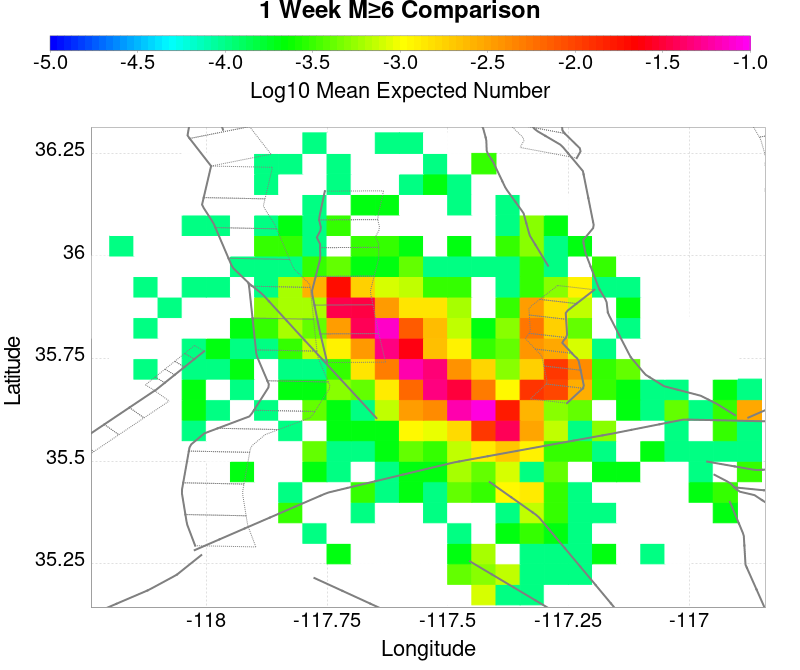 1 Week M≥6 Comparison
-5.0 -4.5 -4.0 -3.5 -3.0 -2.5 -2.0 -1.5 -1.0
Log10 Mean Expected Number
36.25
36
35.75
35.5
35.25
Latitude
-118 -117.75 -117.5 -117.25 -117
Longitude